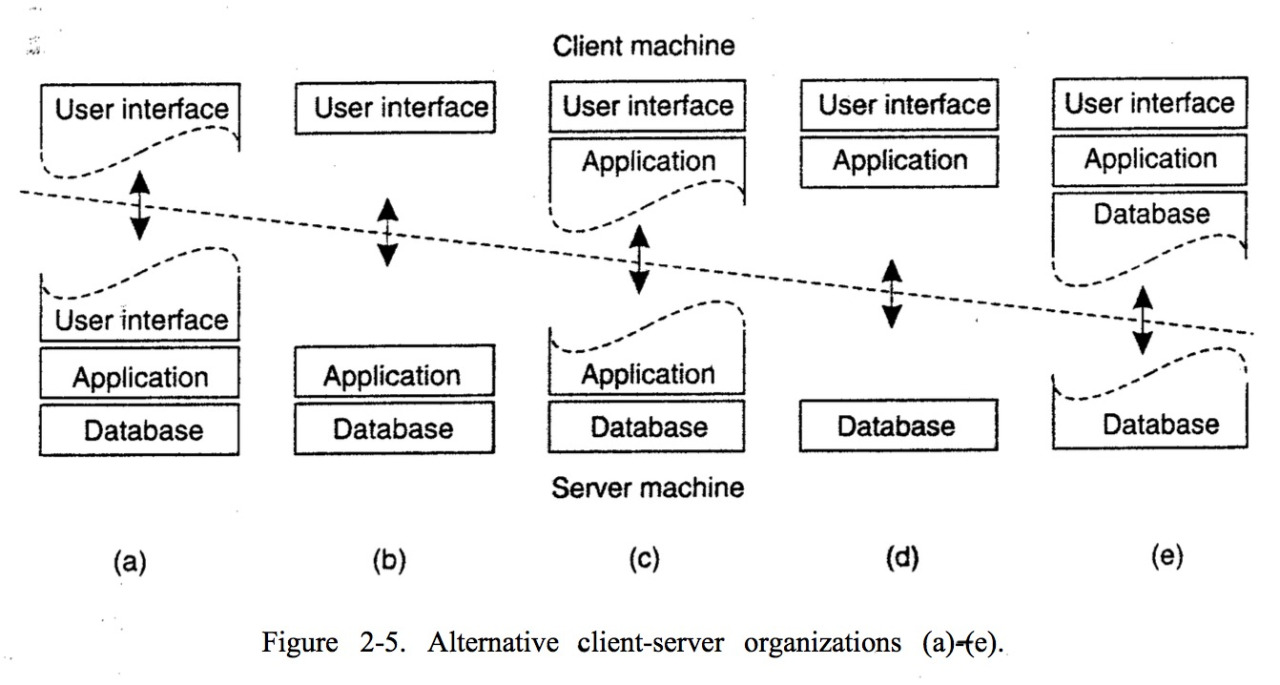 Client machine
User interface
User interface
User interface
User interface
User interface
Application
Application
Application
Database
User interface
Application
Application
Application
Database
Database
Database
Database
Database
Server machine
(a)
(b)
(c)
(d)
(e)
Figure 2-5. Alternative client-server organizations (a)-(e).